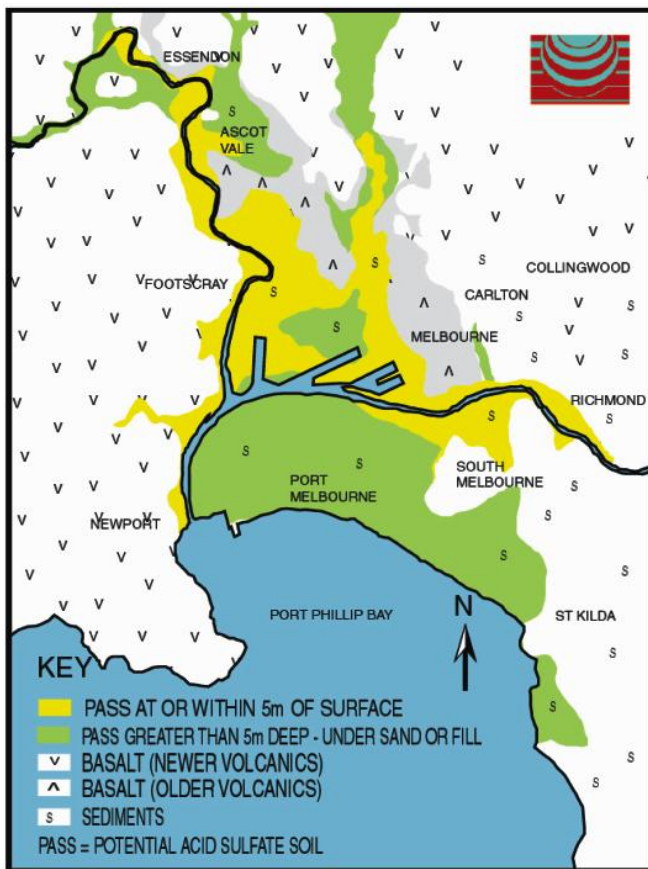 ESSENDON
ASCOT
VALE
FOOTSCRAY
COLLINGWOOD
CARLTON
MELBOURNE
RICHMOND
SOUTH
MELBOURNE
PORT
MELBOURNE
NEWPORT
PORT PHILLIP BAY
N
ST KILDA
KEY
PASS AT OR WITHIN 5m OF SURFACE
PASS GREATER THAN 5m DEEP - UNDER SAND OR FILL
V BASALT (NEWER VOLCANICS)
^ BASALT (OLDER VOLCANICS)
S SEDIMENTS
PASS = POTENTIAL ACID SULFATE SOIL